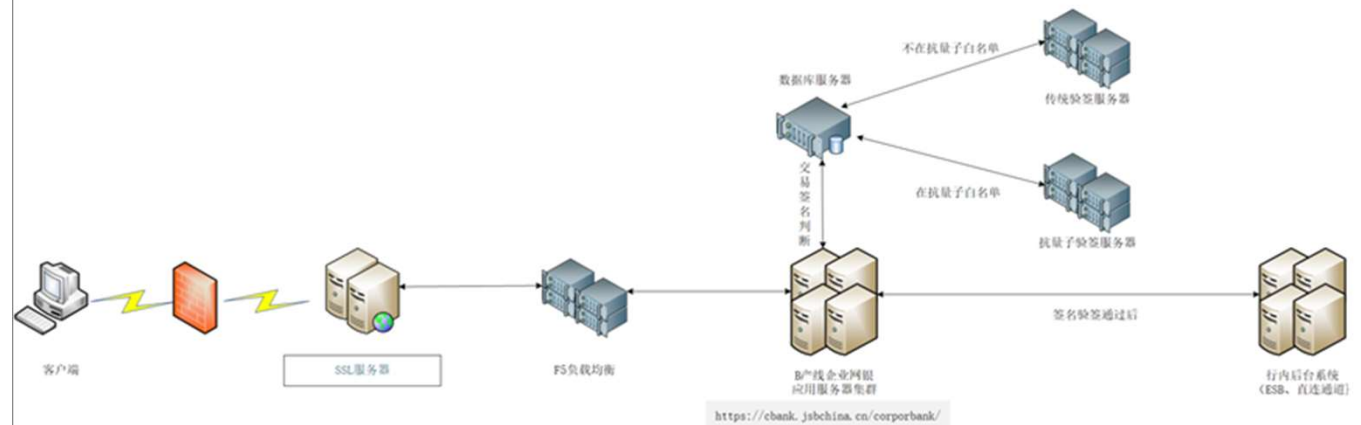 不在抗量子白名单
数据库服务器
传统验签服务器
交易签名判断
在抗量子白名单
抗量子验签服务器
签名验签通过后
客户端
SSL服务器
F5负载均衡
B产线企业网银
应用服务器集群
行内后台系统
(ESB、直连通道)
https://cbank.jsbchina.cn/corporbank/